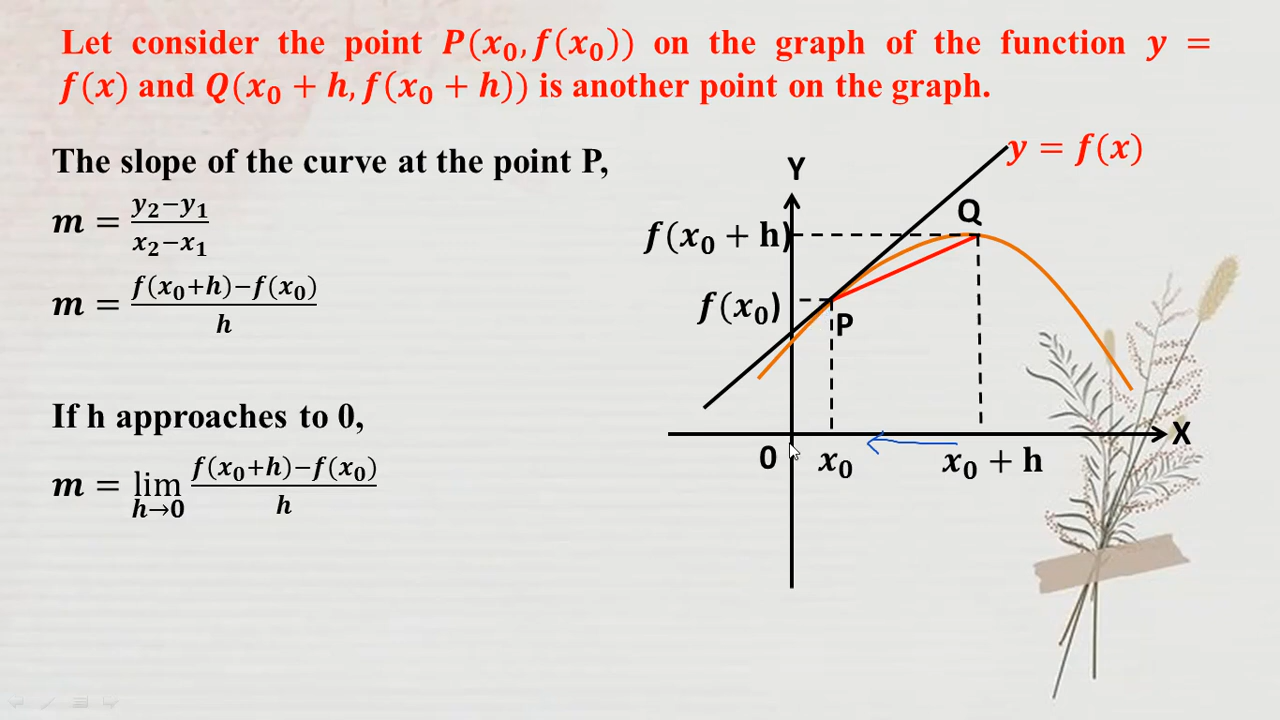 Let consider the point P(x₀, f(x₀)) on the graph of the function y =
f(x) and Q(x₀ + h, f(x₀ + h)) is another point on the graph.
The slope of the curve at the point P,
m = (y₂−y₁)/(x₂−x₁)
m = (f(x₀+h)−f(x₀))/h
If h approaches to 0,
m = lim h→0 (f(x₀+h)−f(x₀))/h
y = f(x)
Y
Q
f(x₀ + h)
f(x₀)
P
X
0
x₀
x₀ + h